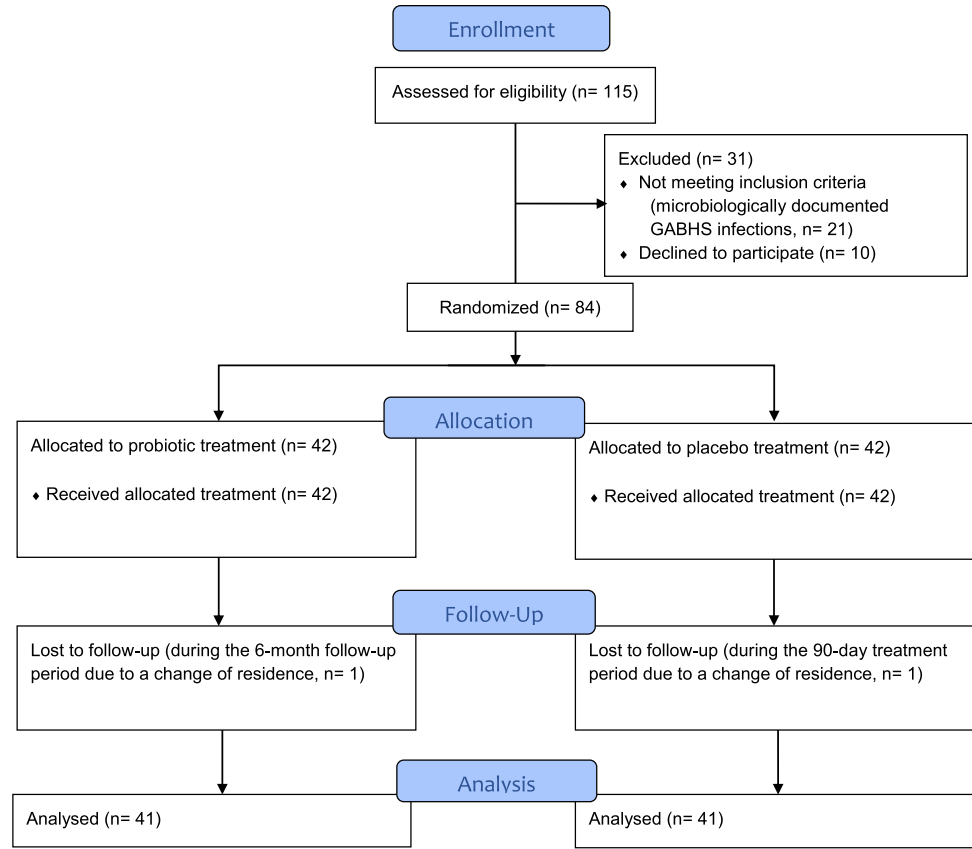 Enrollment
Assessed for eligibility (n= 115)
Excluded (n= 31)
♦ Not meeting inclusion criteria
(microbiologically documented
GABHS infections, n= 21)
♦ Declined to participate (n= 10)
Randomized (n= 84)
Allocation
Allocated to probiotic treatment (n= 42)
♦ Received allocated treatment (n= 42)
Allocated to placebo treatment (n= 42)
♦ Received allocated treatment (n= 42)
Follow-Up
Lost to follow-up (during the 6-month follow-up
period due to a change of residence, n= 1)
Lost to follow-up (during the 90-day treatment
period due to a change of residence, n= 1)
Analysis
Analysed (n= 41)
Analysed (n= 41)